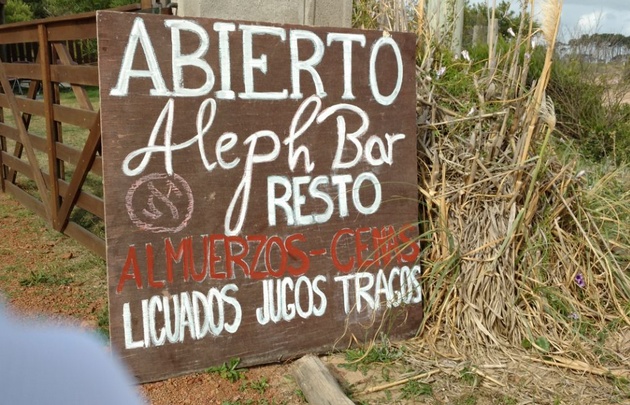 ABIERTO
Aleph Bar
RESTO
ALMUERZOS-CENAS
LICUADOS JUGOS TRAGOS